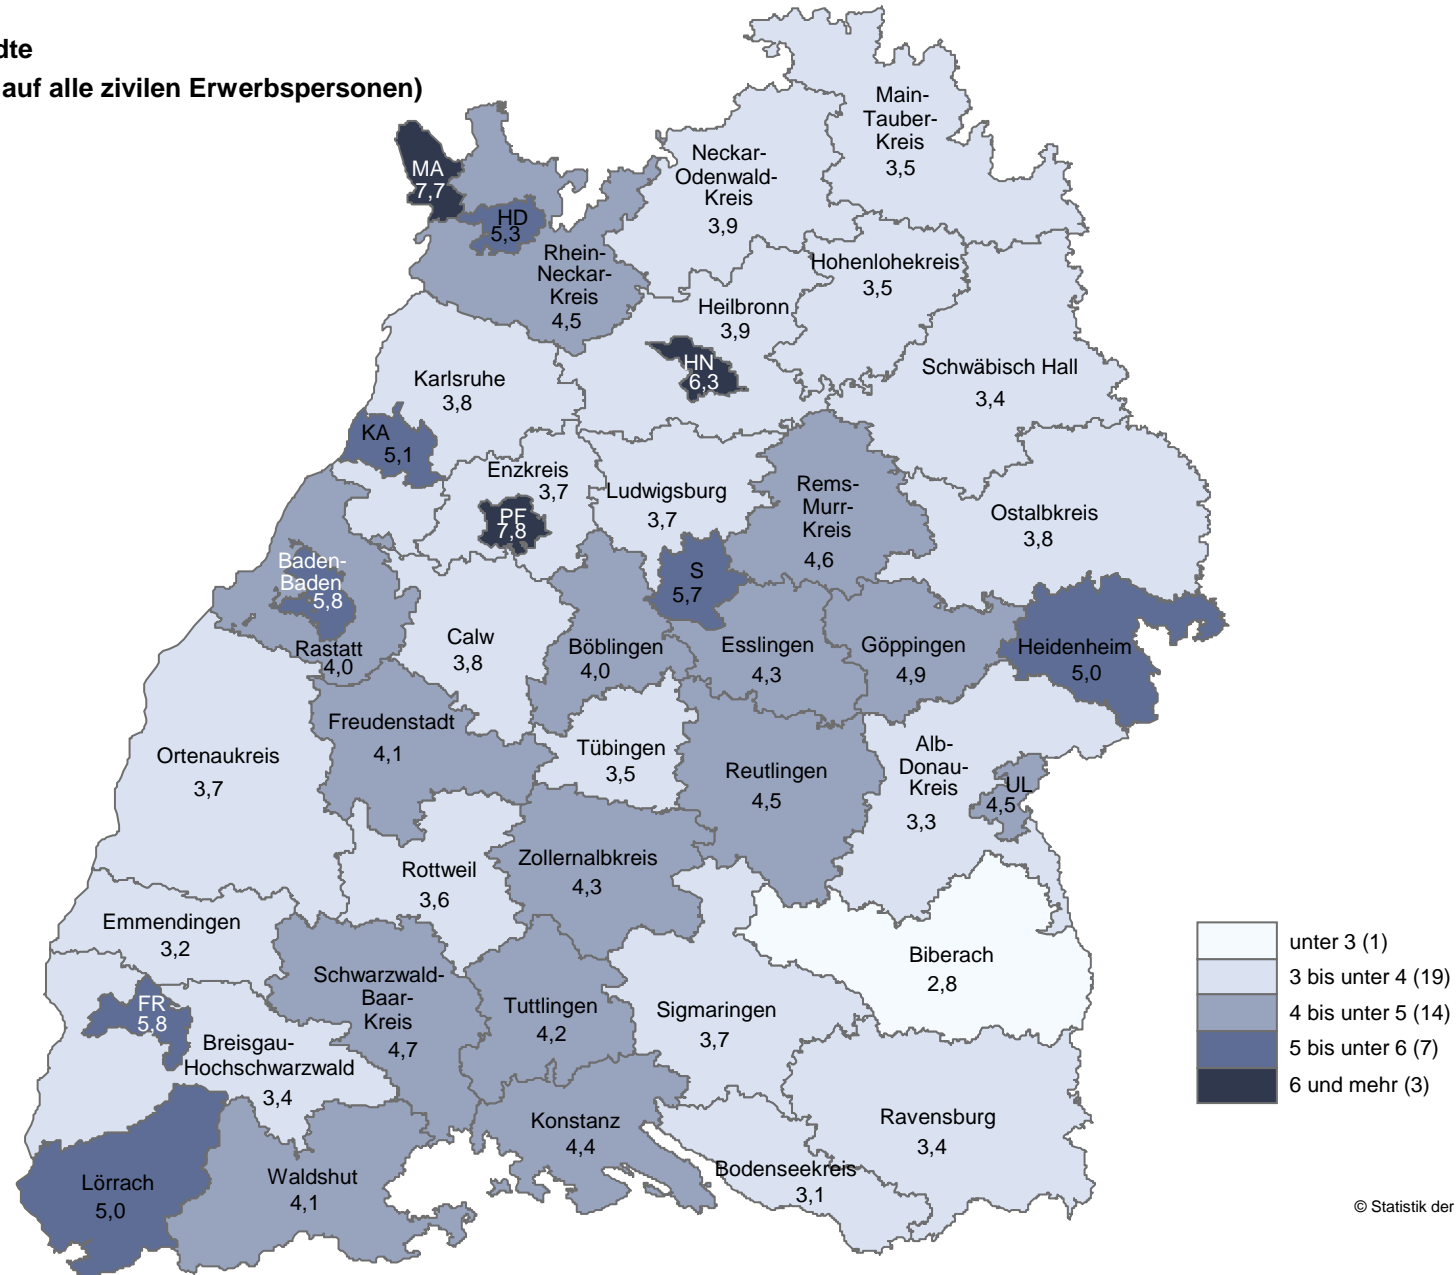 dte
auf alle zivilen Erwerbspersonen)
Main-
Tauber-
Kreis
3,5
MA
7,7
Neckar-
Odenwald-
Kreis
3,9
HD
5,3
Rhein-
Neckar-
Kreis
4,5
Hohenlohekreis
3,5
Heilbronn
3,9
HN
6,3
Schwäbisch Hall
3,4
Karlsruhe
3,8
KA
5,1
Enzkreis
3,7
PF
7,8
Ludwigsburg
3,7
Rems-
Murr-
Kreis
4,6
Ostalbkreis
3,8
Baden-
Baden
5,8
Rastatt
4,0
S
5,7
Calw
3,8
Böblingen
4,0
Esslingen
4,3
Göppingen
4,9
Heidenheim
5,0
Freudenstadt
4,1
Ortenaukreis
3,7
Tübingen
3,5
Reutlingen
4,5
Alb-
Donau-
Kreis
3,3
UL
4,5
Rottweil
3,6
Zollernalbkreis
4,3
Emmendingen
3,2
Biberach
2,8
Schwarzwald-
Baar-
Kreis
4,7
Tuttlingen
4,2
Sigmaringen
3,7
FR
5,8
Breisgau-
Hochschwarzwald
3,4
Konstanz
4,4
Ravensburg
3,4
Bodenseekreis
3,1
Lörrach
5,0
Waldshut
4,1
unter 3 (1)
3 bis unter 4 (19)
4 bis unter 5 (14)
5 bis unter 6 (7)
6 und mehr (3)
© Statistik der